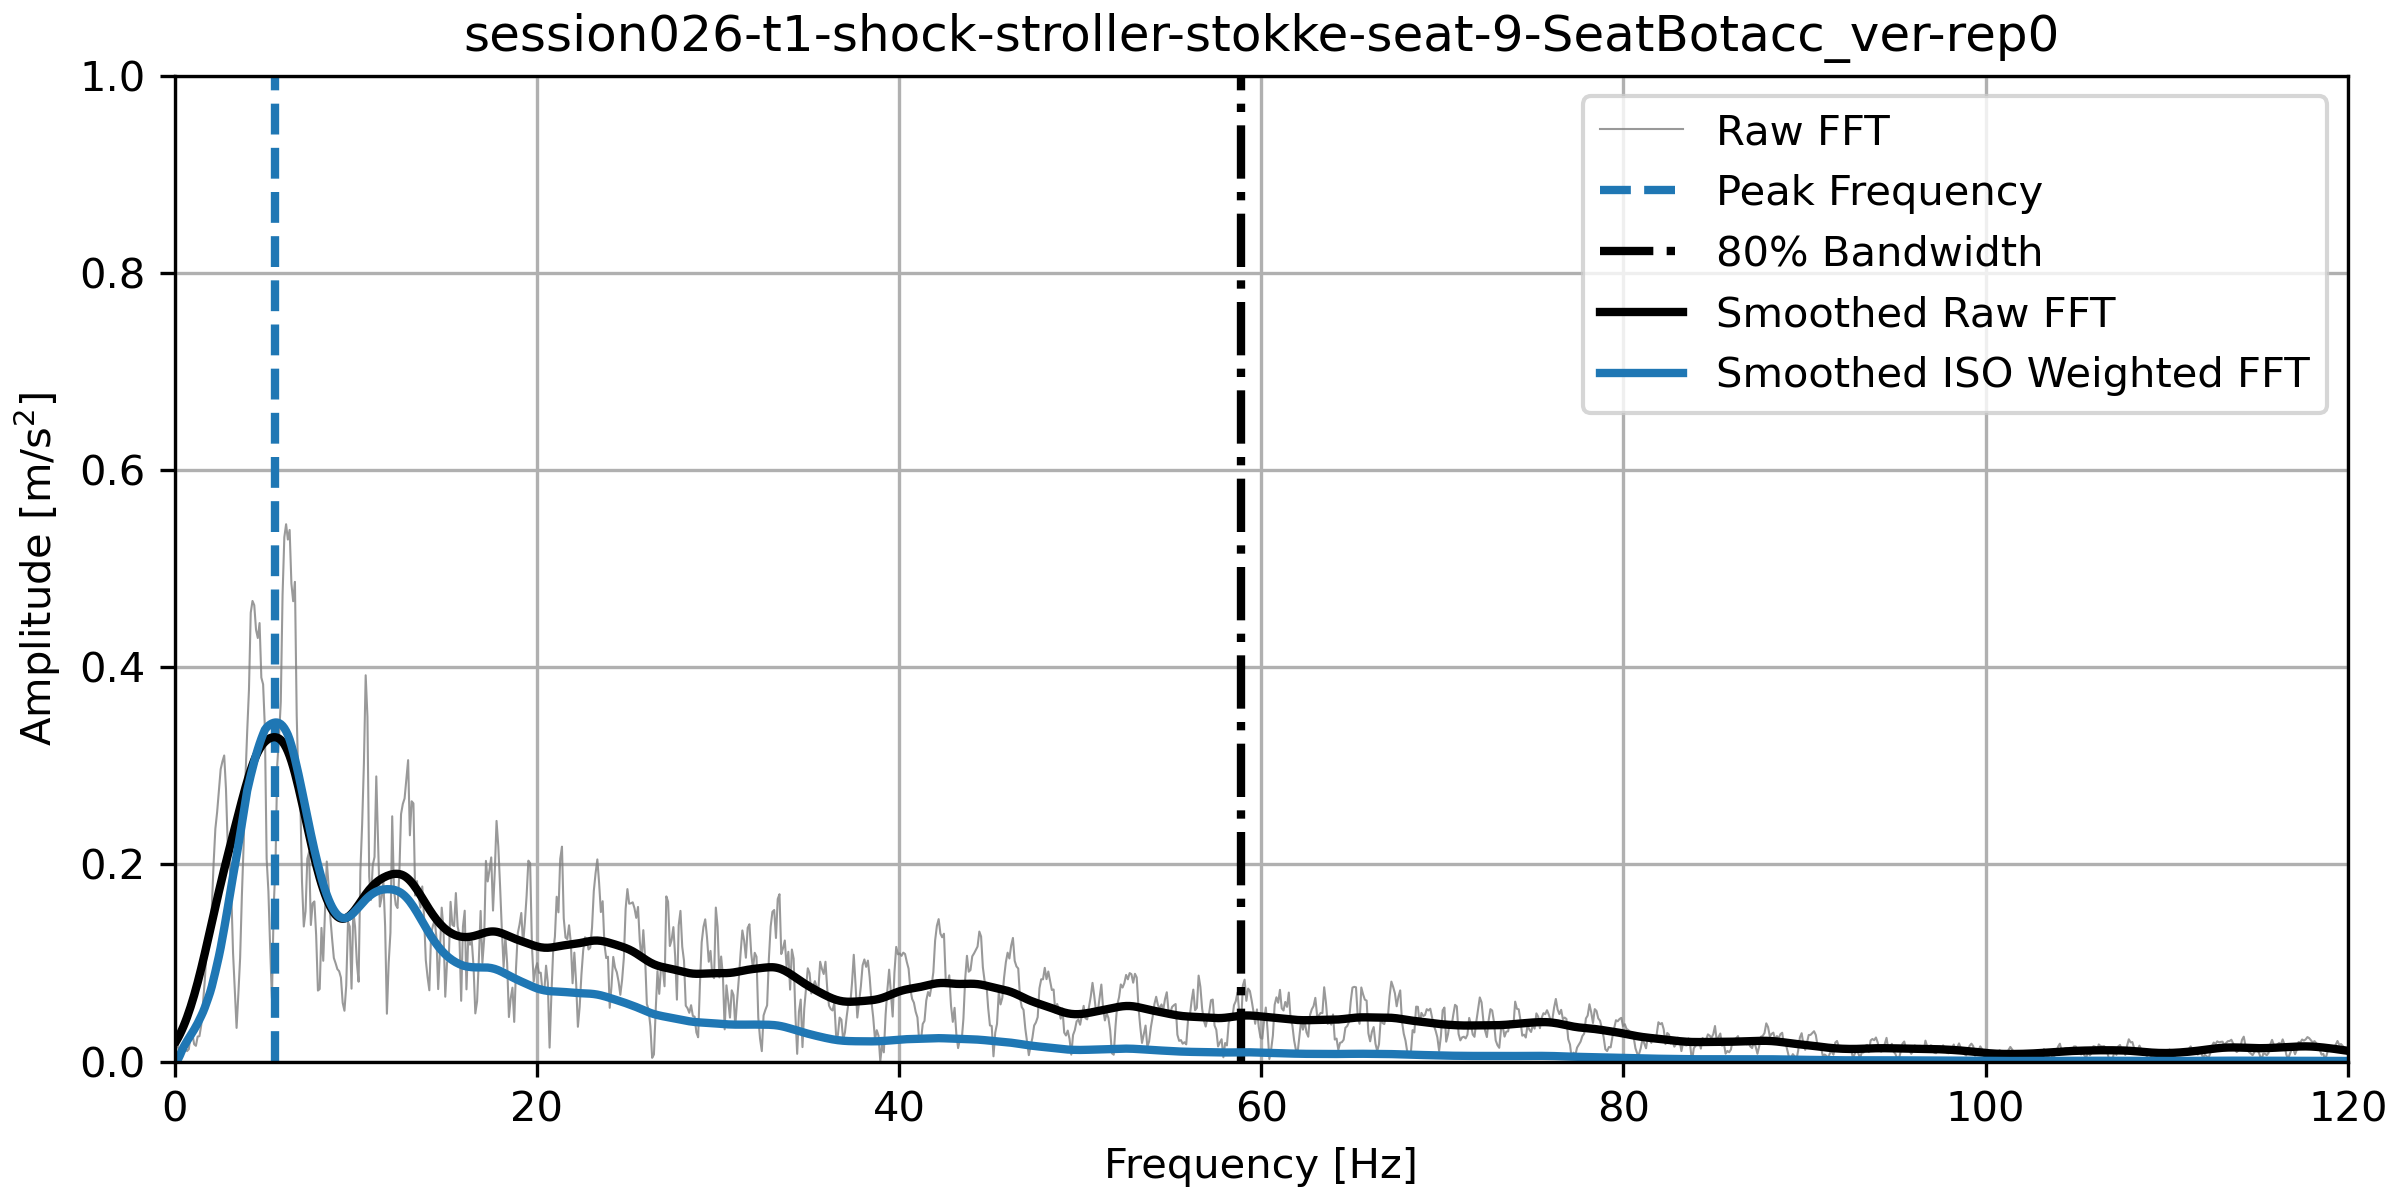 session026-t1-shock-stroller-stokke-seat-9-SeatBotacc_ver-rep0
1.0
0.8
0.6
0.4
0.2
0.0
Amplitude [m/s²]
Raw FFT
Peak Frequency
80% Bandwidth
Smoothed Raw FFT
Smoothed ISO Weighted FFT
0 20 40 60 80 100 120
Frequency [Hz]